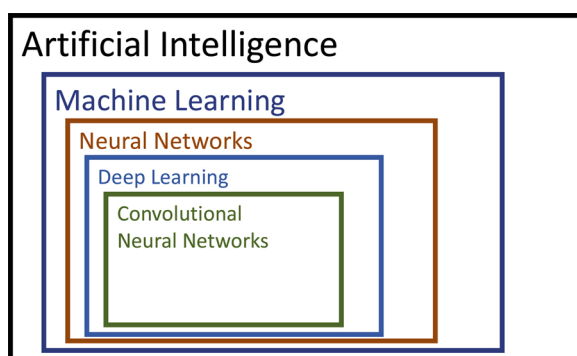 Artificial Intelligence
Machine Learning
Neural Networks
Deep Learning
Convolutional
Neural Networks